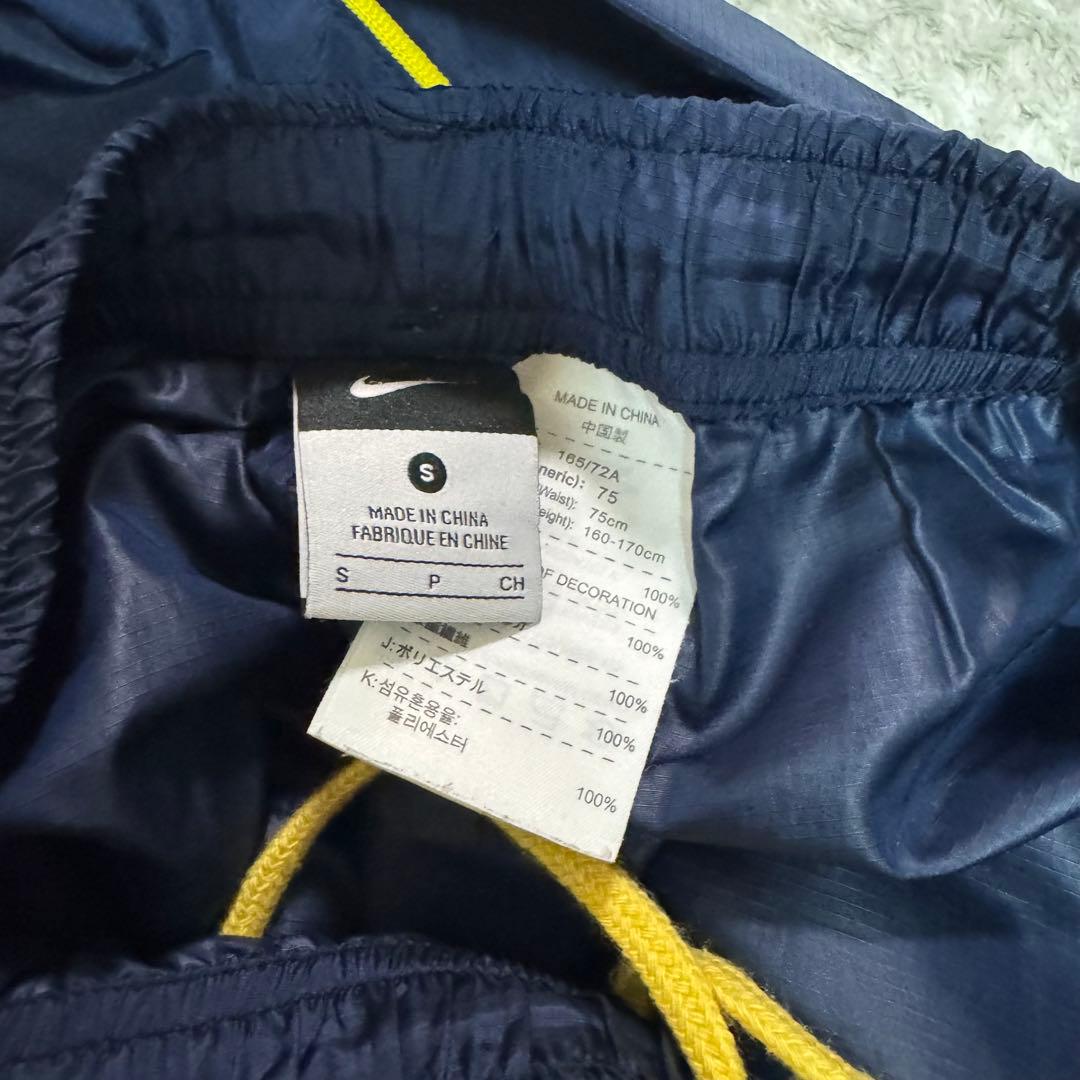 S
MADE IN CHINA
FABRIQUE EN CHINE
S P CH
MADE IN CHINA
中国製
165/72A
neric): 75
Waist): 75cm
eight): 160-170cm
100%
F DECORATION
100%
J:ポリエステル
100%
100%
K:섬유혼용율:
폴리에스터
100%